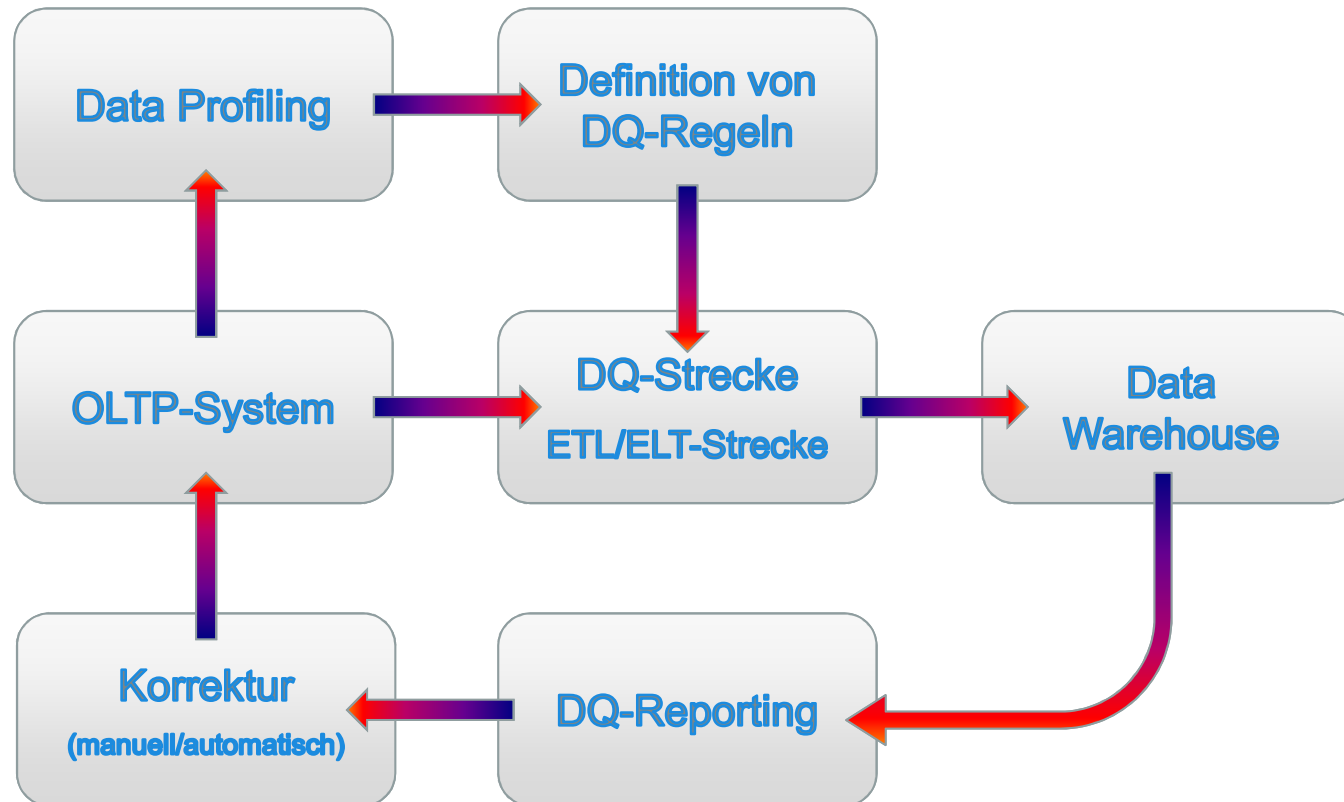 Data Profiling
Definition von
DQ-Regeln
OLTP-System
DQ-Strecke
ETL/ELT-Strecke
Data
Warehouse
Korrektur
(manuell/automatisch)
DQ-Reporting